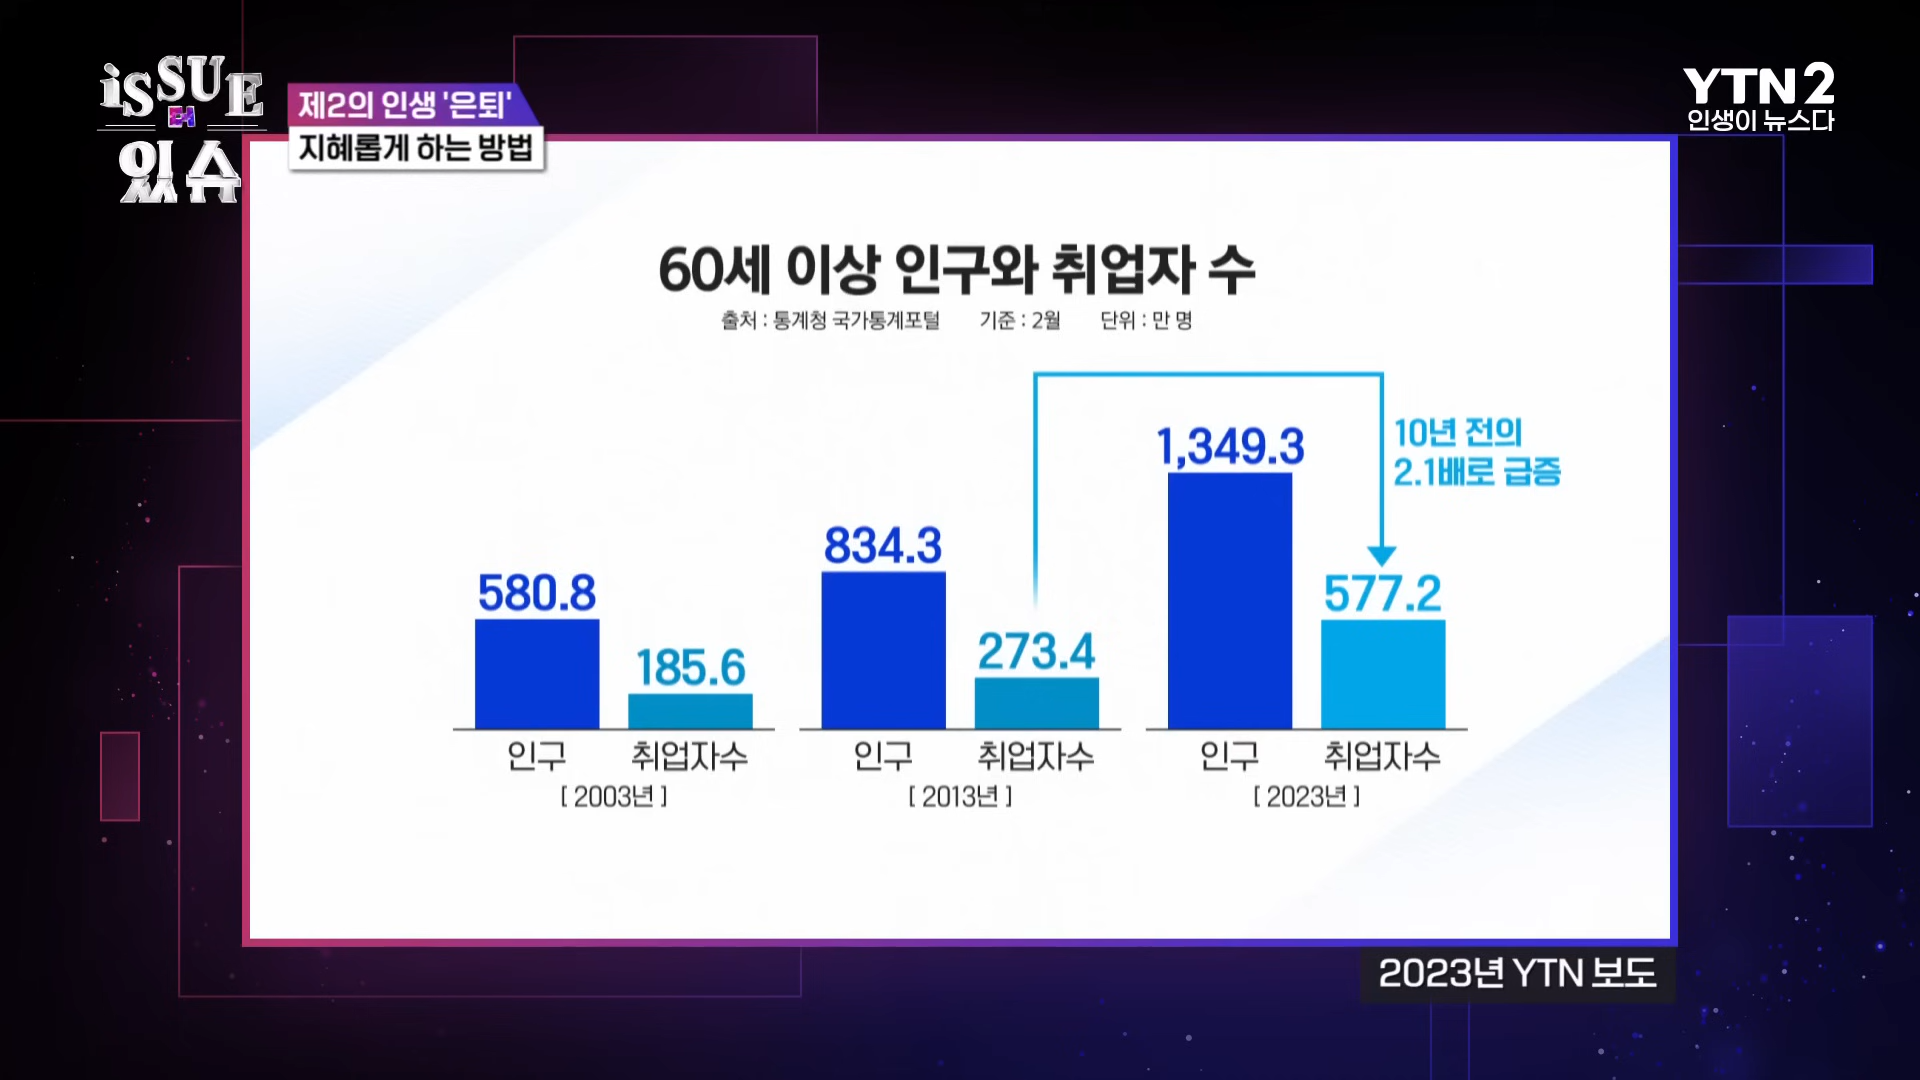 iSSUE
더
있슈
제2의 인생 '은퇴'
지혜롭게 하는 방법
YTN2
인생이 뉴스다
60세 이상 인구와 취업자 수
출처 : 통계청 국가통계포털 기준 : 2월 단위 : 만 명
10년 전의
2.1배로 급증
580.8
185.6
834.3
273.4
1,349.3
577.2
인구 취업자수 인구 취업자수 인구 취업자수
[ 2003년 ] [ 2013년 ] [ 2023년 ]
2023년 YTN 보도